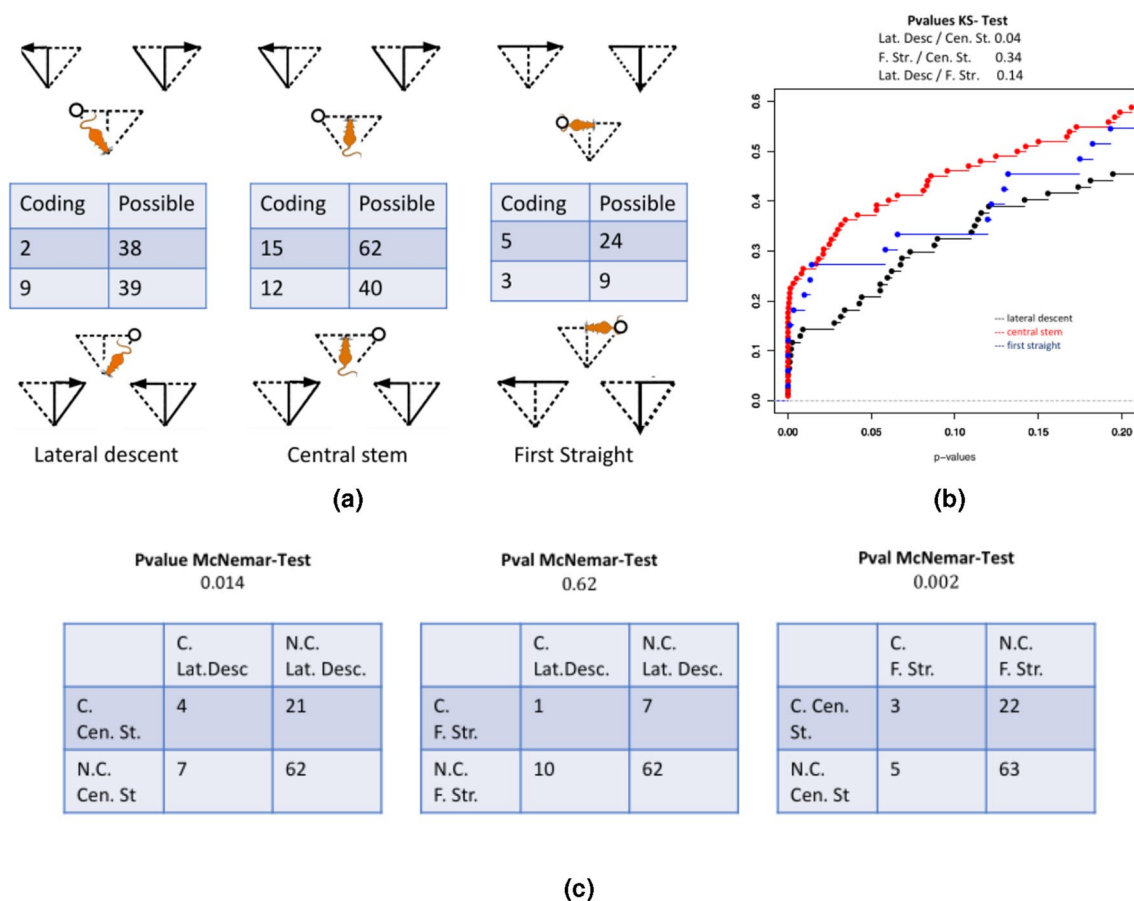 Coding Possible
2 38
9 39
Lateral descent
Coding Possible
15 62
12 40
Central stem
Coding Possible
5 24
3 9
First Straight
(a)
Pvalues KS- Test
Lat. Desc / Cen. St. 0.04
F. Str. / Cen. St. 0.34
Lat. Desc / F. Str. 0.14
0.6
0.5
0.4
0.3
0.2
0.1
0.0
--- lateral descent
--- central stem
--- first straight
0.00 0.05 0.10 0.15 0.20
p-values
(b)
Pvalue McNemar-Test
0.014
C. N.C.
Lat.Desc Lat. Desc.
C. 4 21
Cen. St.
N.C. 7 62
Cen. St
Pval McNemar-Test
0.62
C. N.C.
Lat.Desc. Lat. Desc.
C. 1 7
F. Str.
N.C. 10 62
F. Str.
Pval McNemar-Test
0.002
C. N.C.
F. Str. F. Str.
C. Cen. 3 22
St.
N.C. 5 63
Cen. St
(c)